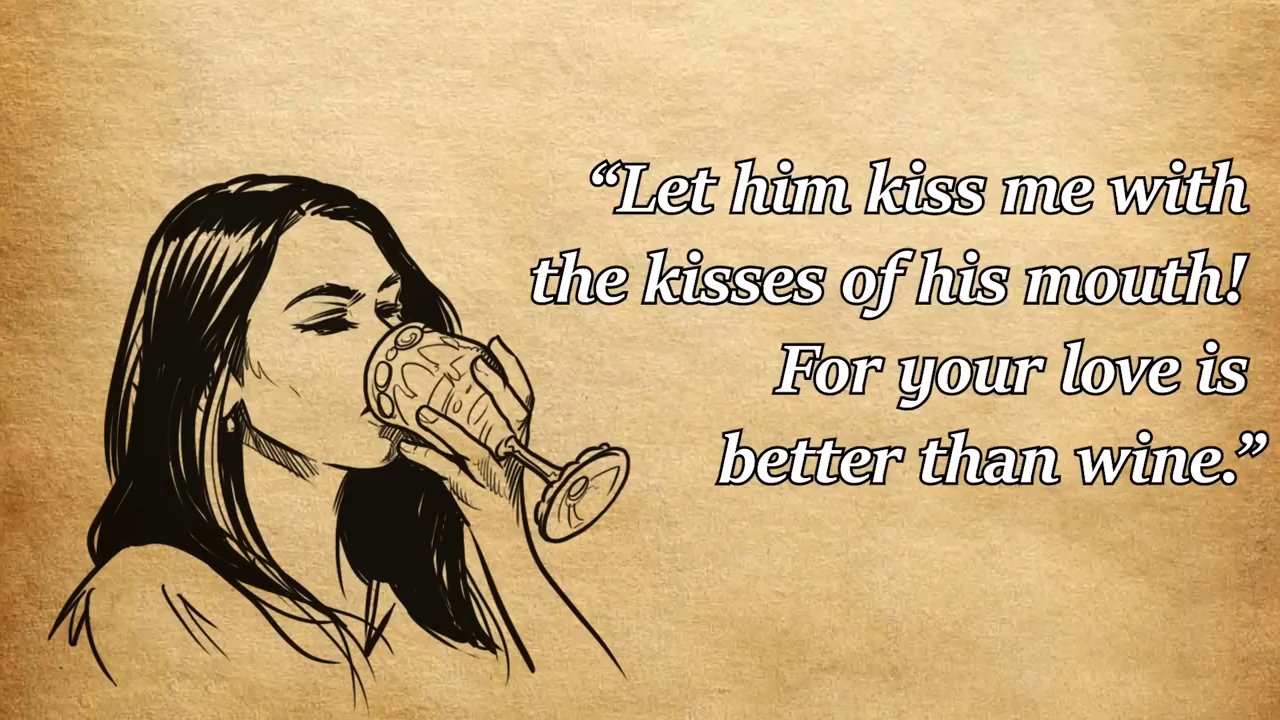 “Let him kiss me with
the kisses of his mouth!
For your love is
better than wine.”